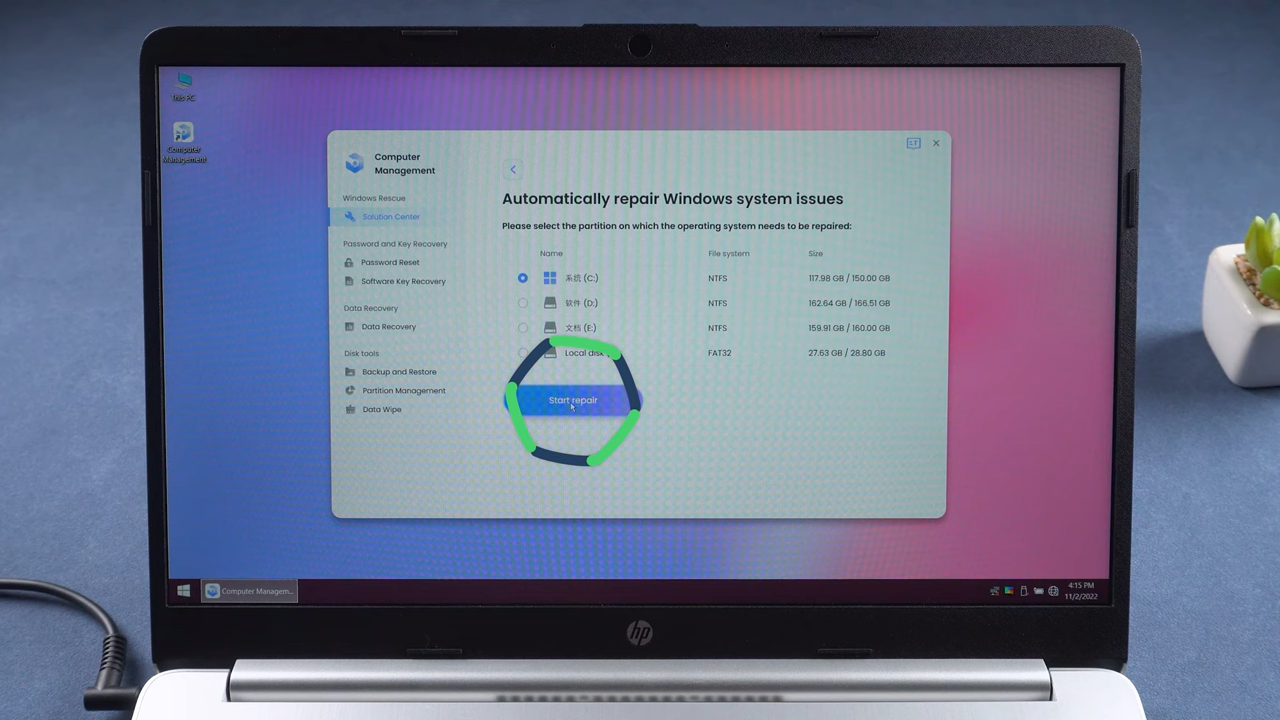 This PC
Computer
Management
Computer
Management
Windows Rescue
Solution Center
Password and Key Recovery
Password Reset
Software Key Recovery
Data Recovery
Data Recovery
Disk tools
Backup and Restore
Partition Management
Data Wipe
Automatically repair Windows system issues
Please select the partition on which the operating system needs to be repaired:
Name File system Size
系统 (C:) NTFS 117.98 GB / 150.00 GB
软件 (D:) NTFS 162.64 GB / 166.51 GB
文档 (E:) NTFS 159.91 GB / 160.00 GB
Local disk FAT32 27.63 GB / 28.80 GB
Start repair
Computer Managem...
4:15 PM
11/2/2022
hp